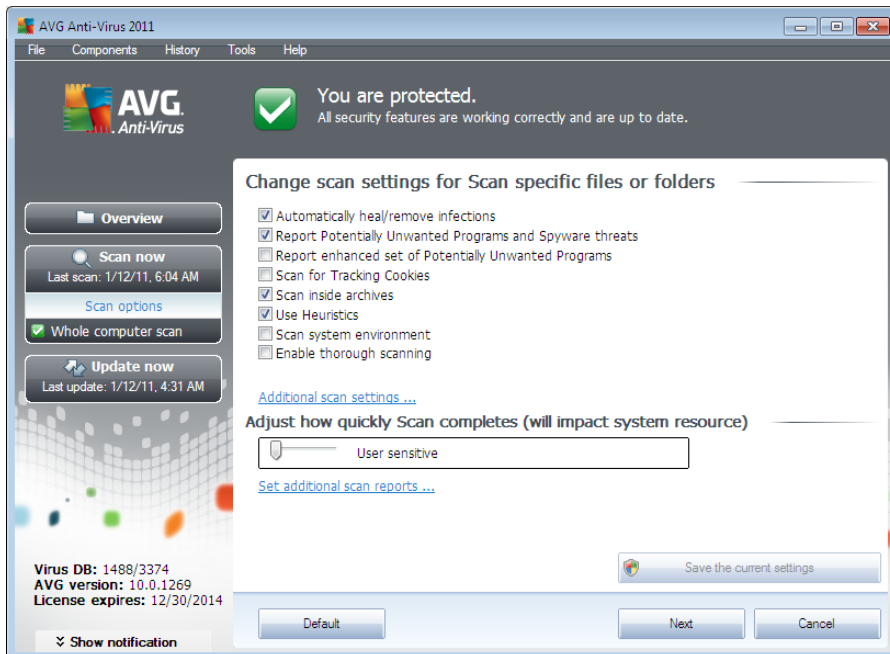 AVG Anti-Virus 2011
File Components History Tools Help
AVG.
Anti-Virus
You are protected.
All security features are working correctly and are up to date.
Overview
Scan now
Last scan: 1/12/11, 6:04 AM
Scan options
Whole computer scan
Update now
Last update: 1/12/11, 4:31 AM
Virus DB: 1488/3374
AVG version: 10.0.1269
License expires: 12/30/2014
Show notification
Change scan settings for Scan specific files or folders
Automatically heal/remove infections
Report Potentially Unwanted Programs and Spyware threats
Report enhanced set of Potentially Unwanted Programs
Scan for Tracking Cookies
Scan inside archives
Use Heuristics
Scan system environment
Enable thorough scanning
Additional scan settings ...
Adjust how quickly Scan completes (will impact system resource)
User sensitive
Set additional scan reports ...
Save the current settings
Default Next Cancel